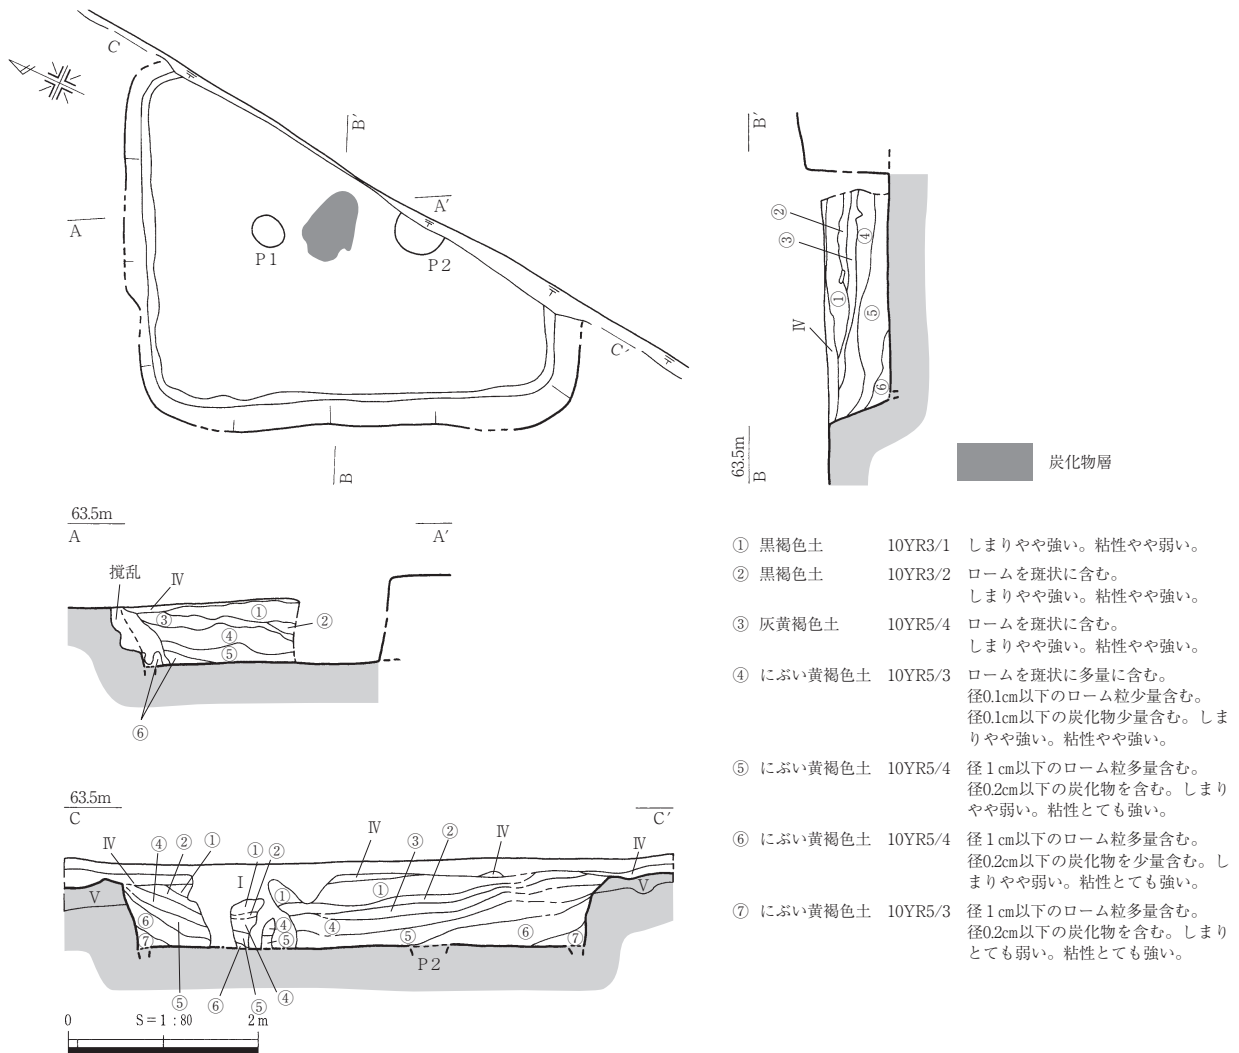 C
B′
A′
A
P1
P2
C′
B
B′
②
③
④
①
⑤
Ⅳ
⑥
63.5m
B
炭化物層
63.5m
A
A′
撹乱
Ⅳ
①
③
②
④
⑤
⑥
63.5m
C
C′
Ⅳ
④
②
①
Ⅰ
①
②
Ⅳ
③
②
Ⅳ
Ⅳ
Ⅴ
①
①
Ⅴ
⑥
④
④
⑦
⑤
⑤
⑥
⑦
P2
⑤
⑥
⑤
④
0
S=1:80
2m
① 黒褐色土 10YR3/1 しまりやや強い。粘性やや弱い。
② 黒褐色土 10YR3/2 ロームを斑状に含む。
しまりやや強い。粘性やや強い。
③ 灰黄褐色土 10YR5/4 ロームを斑状に含む。
しまりやや強い。粘性やや強い。
④ にぶい黄褐色土 10YR5/3 ロームを斑状に多量に含む。
径0.1cm以下のローム粒少量含む。
径0.1cm以下の炭化物少量含む。しま
りやや強い。粘性やや強い。
⑤ にぶい黄褐色土 10YR5/4 径1cm以下のローム粒多量含む。
径0.2cm以下の炭化物を含む。しまり
やや弱い。粘性とても強い。
⑥ にぶい黄褐色土 10YR5/4 径1cm以下のローム粒多量含む。
径0.2cm以下の炭化物を少量含む。し
まりやや弱い。粘性とても強い。
⑦ にぶい黄褐色土 10YR5/3 径1cm以下のローム粒多量含む。
径0.2cm以下の炭化物を含む。しまり
とても弱い。粘性とても強い。